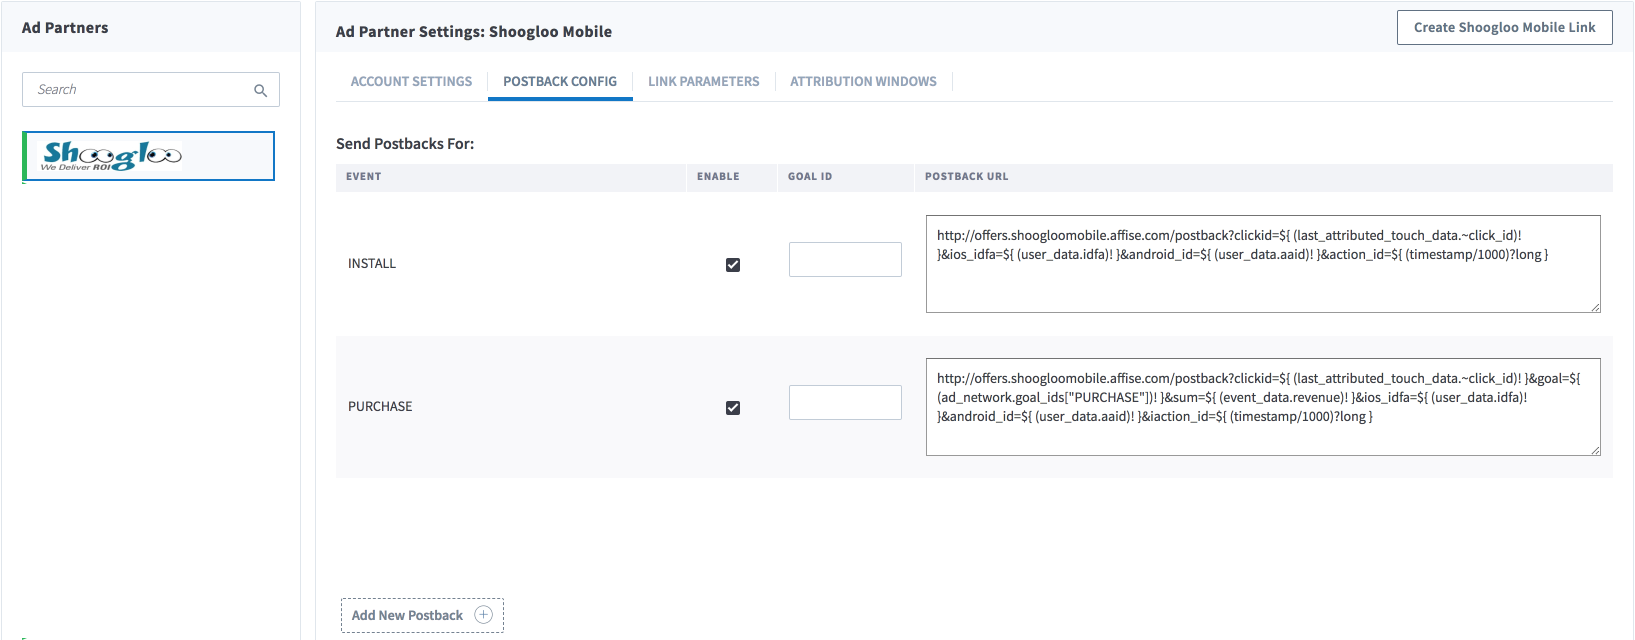 Ad Partners
Search
Shoogloo
We Deliver ROI
Ad Partner Settings: Shoogloo Mobile
Create Shoogloo Mobile Link
ACCOUNT SETTINGS
POSTBACK CONFIG
LINK PARAMETERS
ATTRIBUTION WINDOWS
Send Postbacks For:
EVENT
ENABLE
GOAL ID
POSTBACK URL
INSTALL
http://offers.shoogloomobile.affise.com/postback?clickid=${ (last_attributed_touch_data.~click_id)!
}&ios_idfa=${ (user_data.idfa)! }&android_id=${ (user_data.aaid)! }&action_id=${ (timestamp/1000)?long }
PURCHASE
http://offers.shoogloomobile.affise.com/postback?clickid=${ (last_attributed_touch_data.~click_id)! }&goal=${
(ad_network.goal_ids["PURCHASE"])! }&sum=${ (event_data.revenue)! }&ios_idfa=${ (user_data.idfa)!
}&android_id=${ (user_data.aaid)! }&iaction_id=${ (timestamp/1000)?long }
Add New Postback